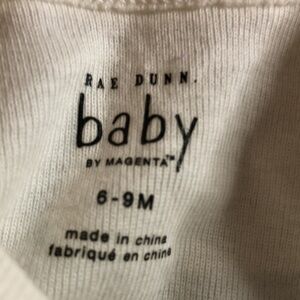 RAE DUNN.
baby
BY MAGENTA™
6-9M
made in china
fabriqué en chine